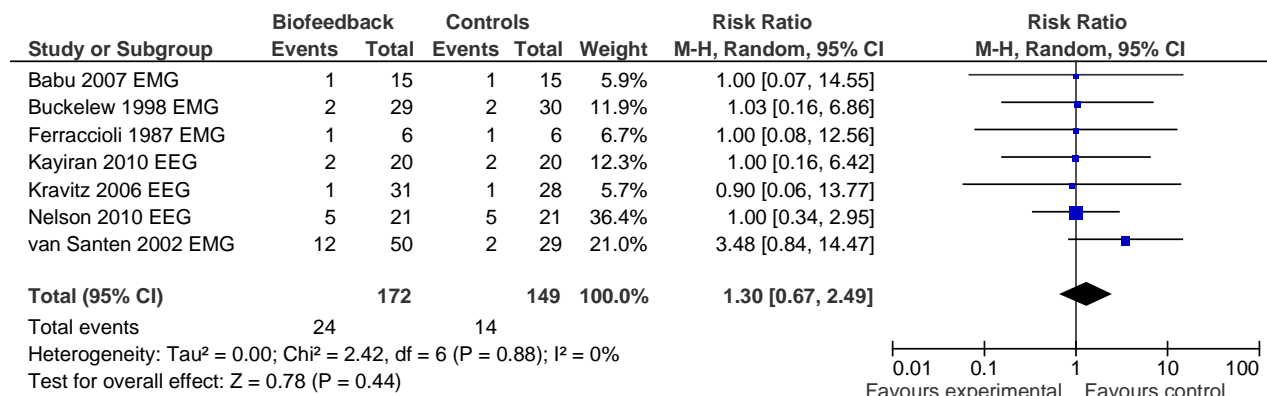 Biofeedback Controls Risk Ratio Risk Ratio
Study or Subgroup Events Total Events Total Weight M-H, Random, 95% CI M-H, Random, 95% CI
Babu 2007 EMG 1 15 1 15 5.9% 1.00 [0.07, 14.55]
Buckelew 1998 EMG 2 29 2 30 11.9% 1.03 [0.16, 6.86]
Ferraccioli 1987 EMG 1 6 1 6 6.7% 1.00 [0.08, 12.56]
Kayiran 2010 EEG 2 20 2 20 12.3% 1.00 [0.16, 6.42]
Kravitz 2006 EEG 1 31 1 28 5.7% 0.90 [0.06, 13.77]
Nelson 2010 EEG 5 21 5 21 36.4% 1.00 [0.34, 2.95]
van Santen 2002 EMG 12 50 2 29 21.0% 3.48 [0.84, 14.47]
Total (95% CI) 172 149 100.0% 1.30 [0.67, 2.49]
Total events 24 14
Heterogeneity: Tau² = 0.00; Chi² = 2.42, df = 6 (P = 0.88); I² = 0%
Test for overall effect: Z = 0.78 (P = 0.44)
0.01 0.1 1 10 100
Favours experimental Favours control